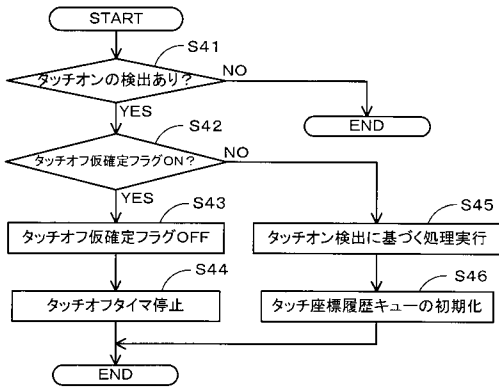 START
S41
タッチオンの検出あり?
NO
YES
END
S42
タッチオフ仮確定フラグON?
NO
YES
S43
タッチオフ仮確定フラグOFF
S45
タッチオン検出に基づく処理実行
S44
タッチオフタイマ停止
S46
タッチ座標履歴キューの初期化
END